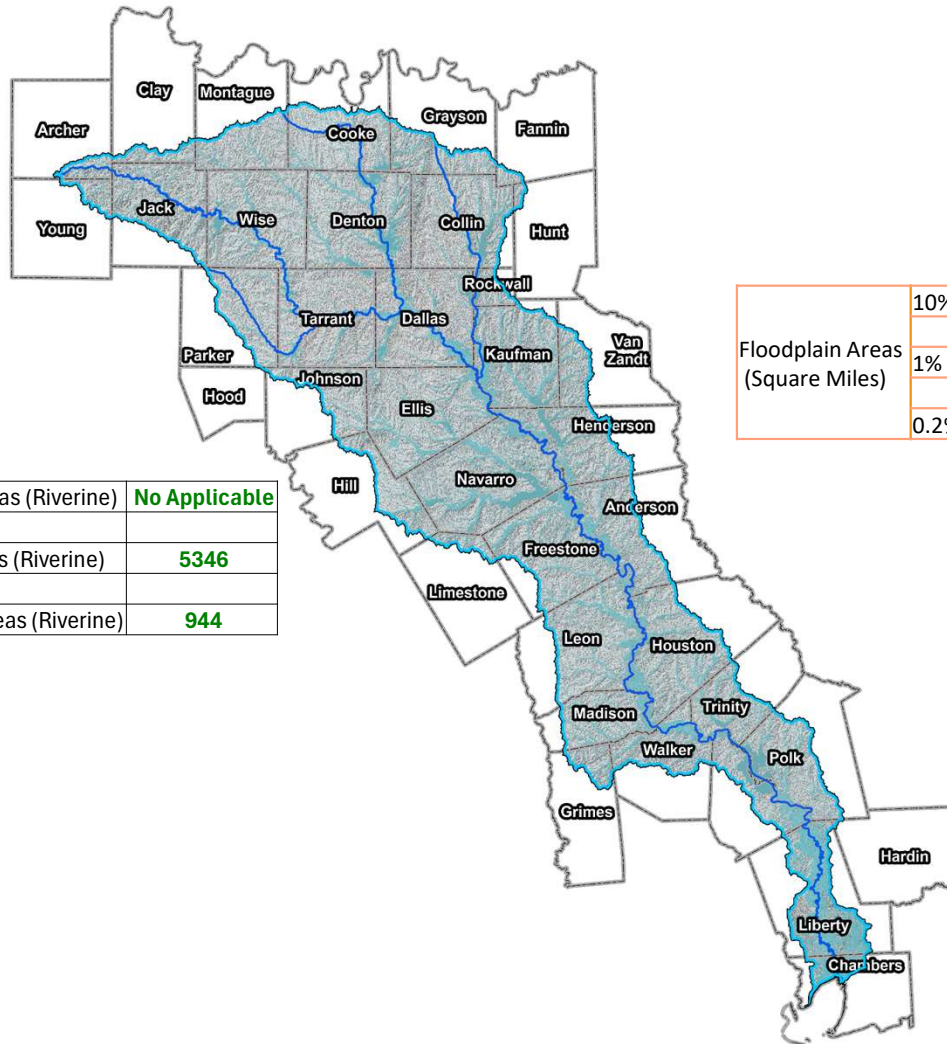 Clay
Montague
Archer
Grayson
Cooke
Fannin
Jack
Young
Wise
Denton
Collin
Hunt
Rockwall
Tarrant
Dallas
Parker
Kaufman
Van
Zandt
Johnson
Hood
Ellis
Henderson
Hill
Navarro
Anderson
Freestone
Limestone
Leon
Houston
Madison
Trinity
Walker
Polk
Grimes
Hardin
Liberty
Chambers
Floodplain Areas
(Square Miles)
10%
1%
0.2%
as (Riverine) No Applicable
s (Riverine) 5346
eas (Riverine) 944